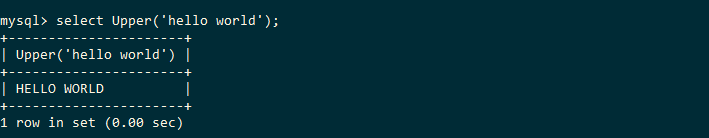 mysql> select Upper('hello world');
+----------------------+
| Upper('hello world') |
+----------------------+
| HELLO WORLD          |
+----------------------+
1 row in set (0.00 sec)